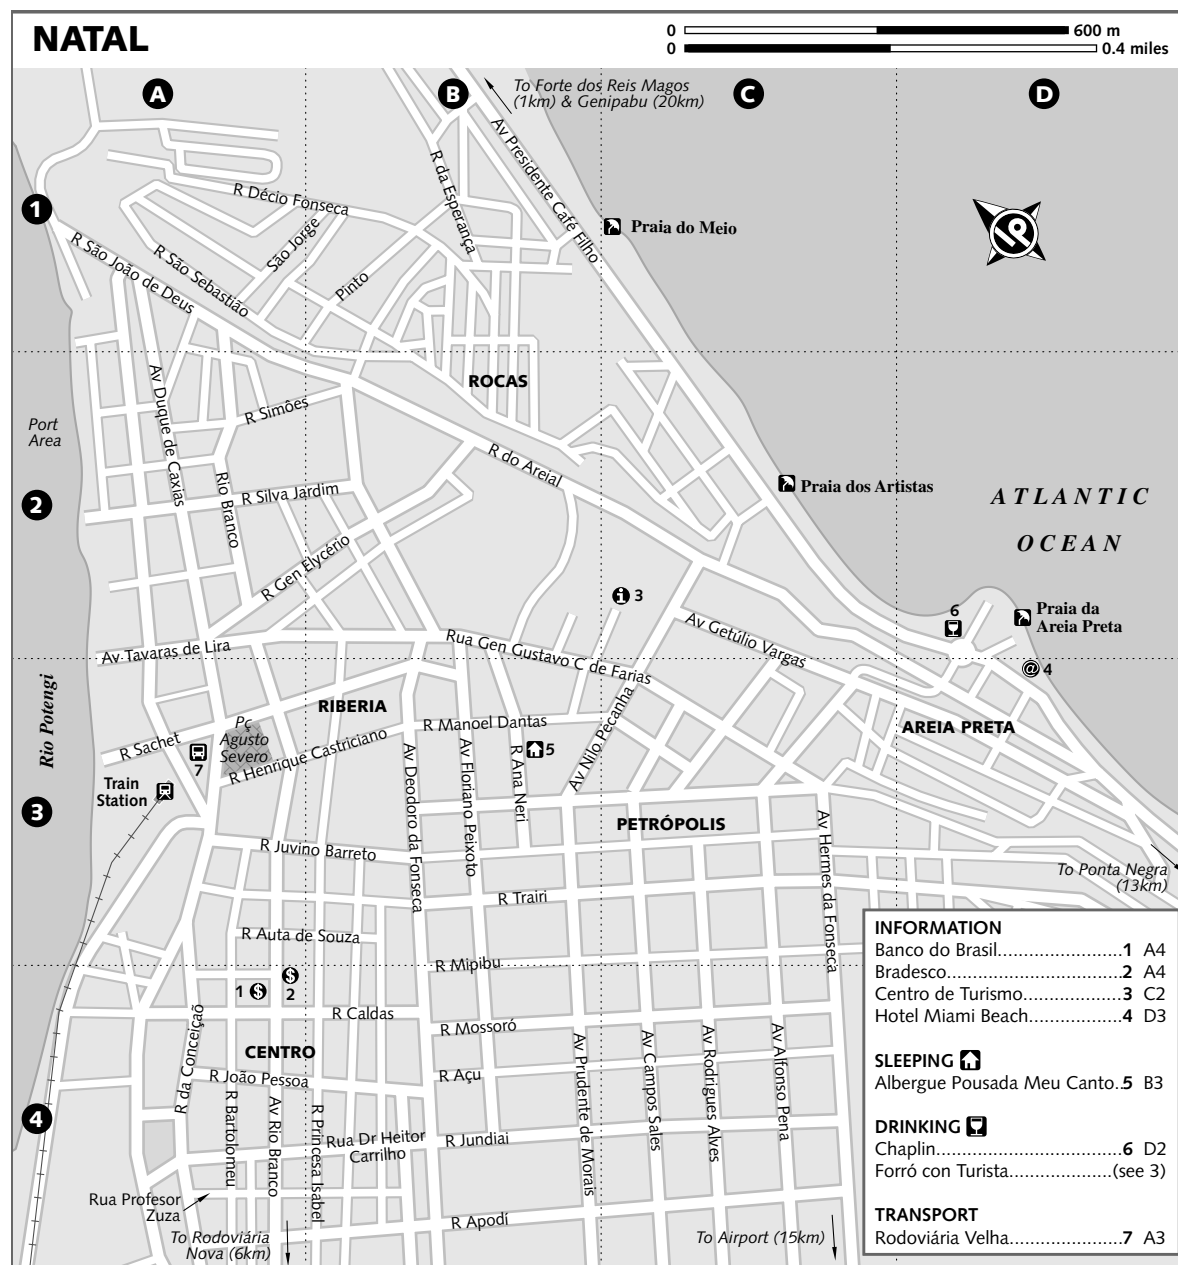 NATAL
0 600 m
0 0.4 miles
A
B
C
D
To Forte dos Reis Magos
(1km) & Genipabu (20km)
Av Presidente Café Filho
R da Esperança
R Décio Fonseca
1
Praia do Meio
São Jorge
R São João de Deus
R São Sebastião
Pinto
ROCAS
Port
Area
Av Duque de Caxias
R Simôes
R do Areial
2
Rio Branco
R Silva Jardim
Praia dos Artistas
ATLANTIC
OCEAN
R Gen Elycério
3
6
Praia da
Areia Preta
Av Getúlio Vargas
Av Tavaras de Lira
Rua Gen Gustavo C de Farias
4
Rio Potengi
RIBERIA
Pç
Agusto
Severo
R Sachet
7
R Henrique Castriciano
R Manoel Dantas
Av Nilo Peçanha
AREIA PRETA
5
R Ana Neri
Av Floriano Peixoto
Av Deodoro da Fonseca
Train
Station
3
PETRÓPOLIS
R Juvino Barreto
Av Hermes da Fonseca
To Ponta Negra
(13km)
R Trairi
R Auta de Souza
R Mipibu
1
2
R Caldas
R Mossoró
R da Conceição
CENTRO
R João Pessoa
R Açu
Av Prudente de Morais
Av Campos Sales
Av Rodrigues Alves
Av Alfonso Pena
4
R Bartolomeu
Av Rio Branco
R Princesa Isabel
Rua Dr Heitor
Carrilho
R Jundiai
Rua Profesor
Zuza
R Apodí
To Rodoviária
Nova (6km)
To Airport (15km)
INFORMATION
Banco do Brasil............................1 A4
Bradesco.......................................2 A4
Centro de Turismo.......................3 C2
Hotel Miami Beach......................4 D3
SLEEPING
Albergue Pousada Meu Canto..5 B3
DRINKING
Chaplin.........................................6 D2
Forró con Turista.......................(see 3)
TRANSPORT
Rodoviária Velha.........................7 A3